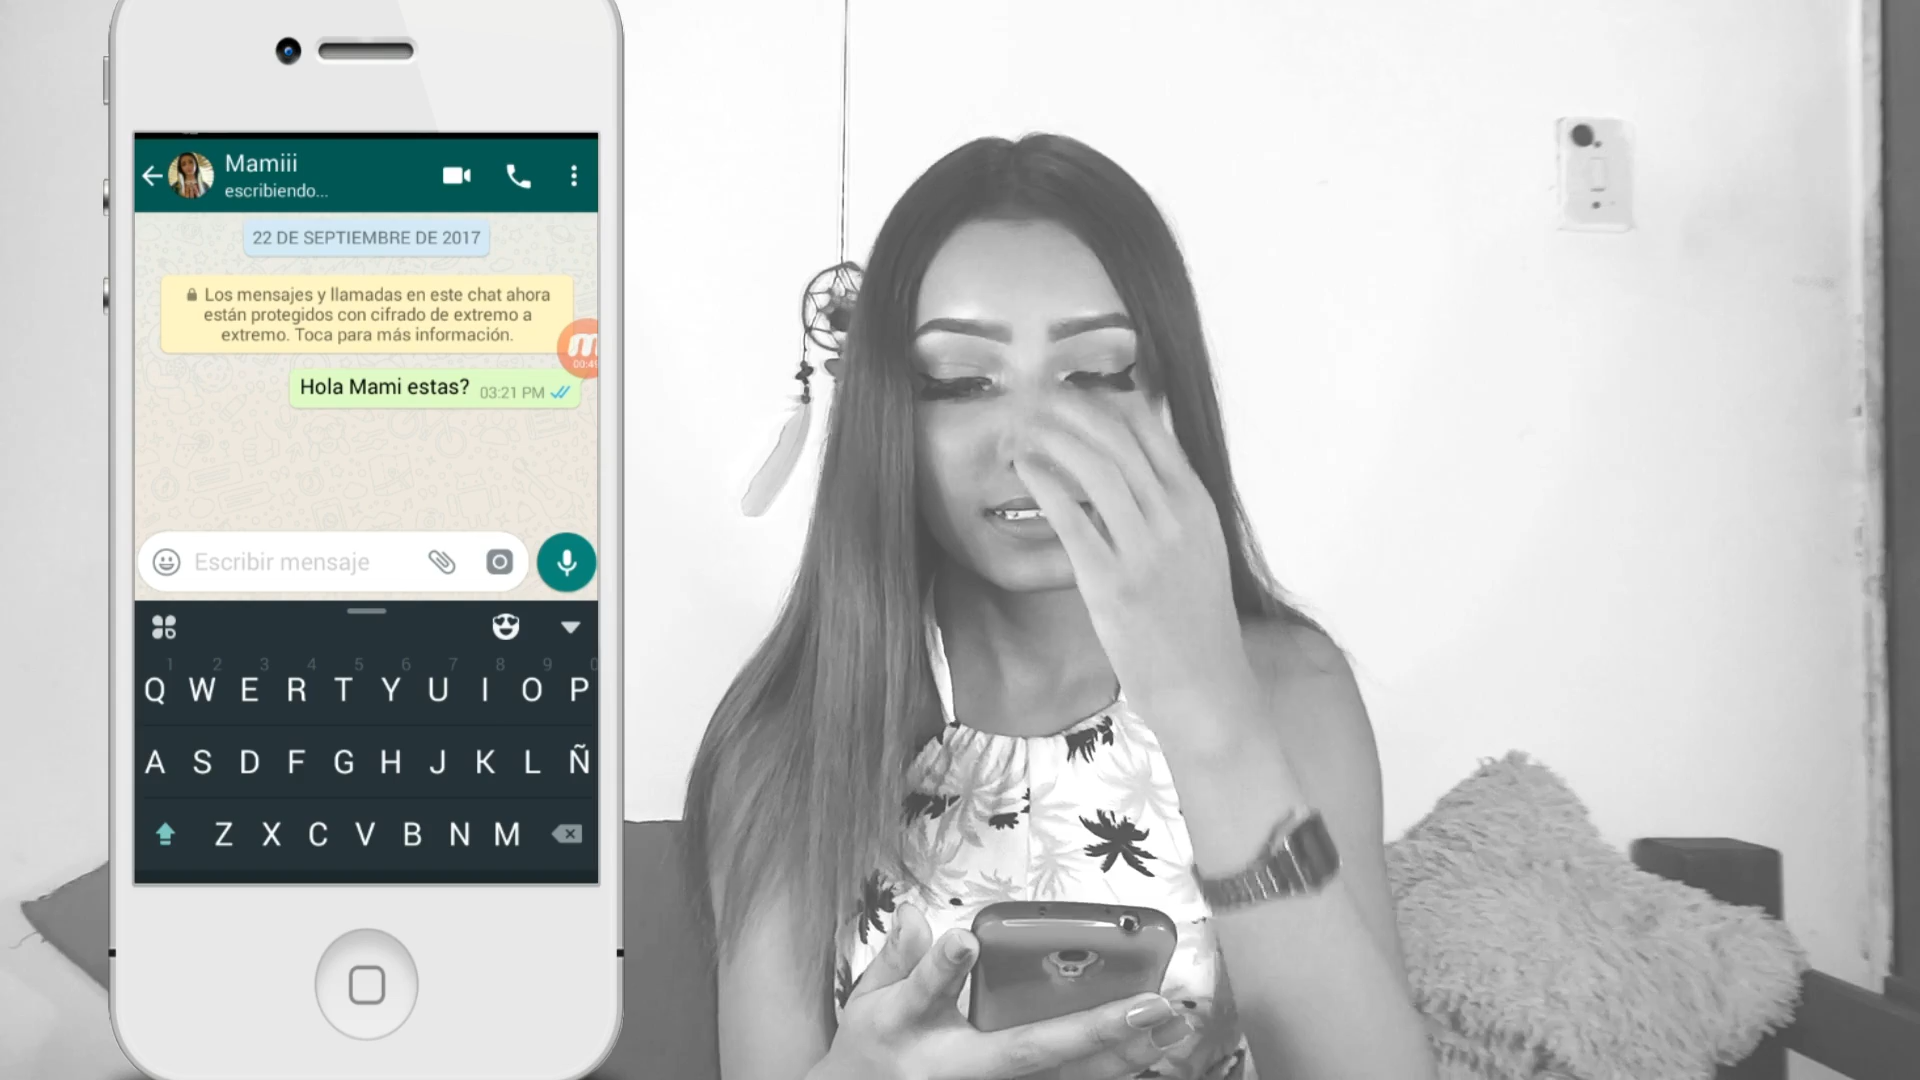 Mamiii
escribiendo...
22 DE SEPTIEMBRE DE 2017
Los mensajes y llamadas en este chat ahora
están protegidos con cifrado de extremo a
extremo. Toca para más información.
Hola Mami estas? 03:21 PM
Escribir mensaje
1 2 3 4 5 6 7 8 9 0
Q W E R T Y U I O P
A S D F G H J K L Ñ
Z X C V B N M